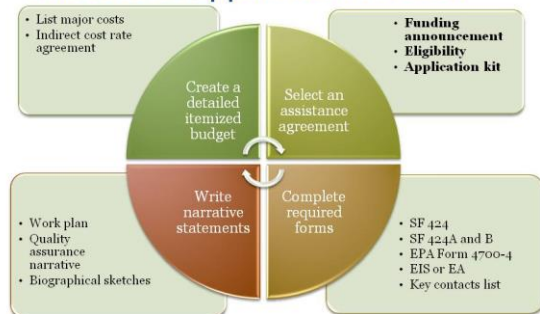 • List major costs
• Indirect cost rate
agreement
• Funding
announcement
• Eligibility
• Application kit
Create a
detailed
itemized
budget
Select an
assistance
agreement
Write
narrative
statements
Complete
required
forms
• Work plan
• Quality
assurance
narrative
• Biographical sketches
• SF 424
• SF 424A and B
• EPA Form 4700-4
• EIS or EA
• Key contacts list